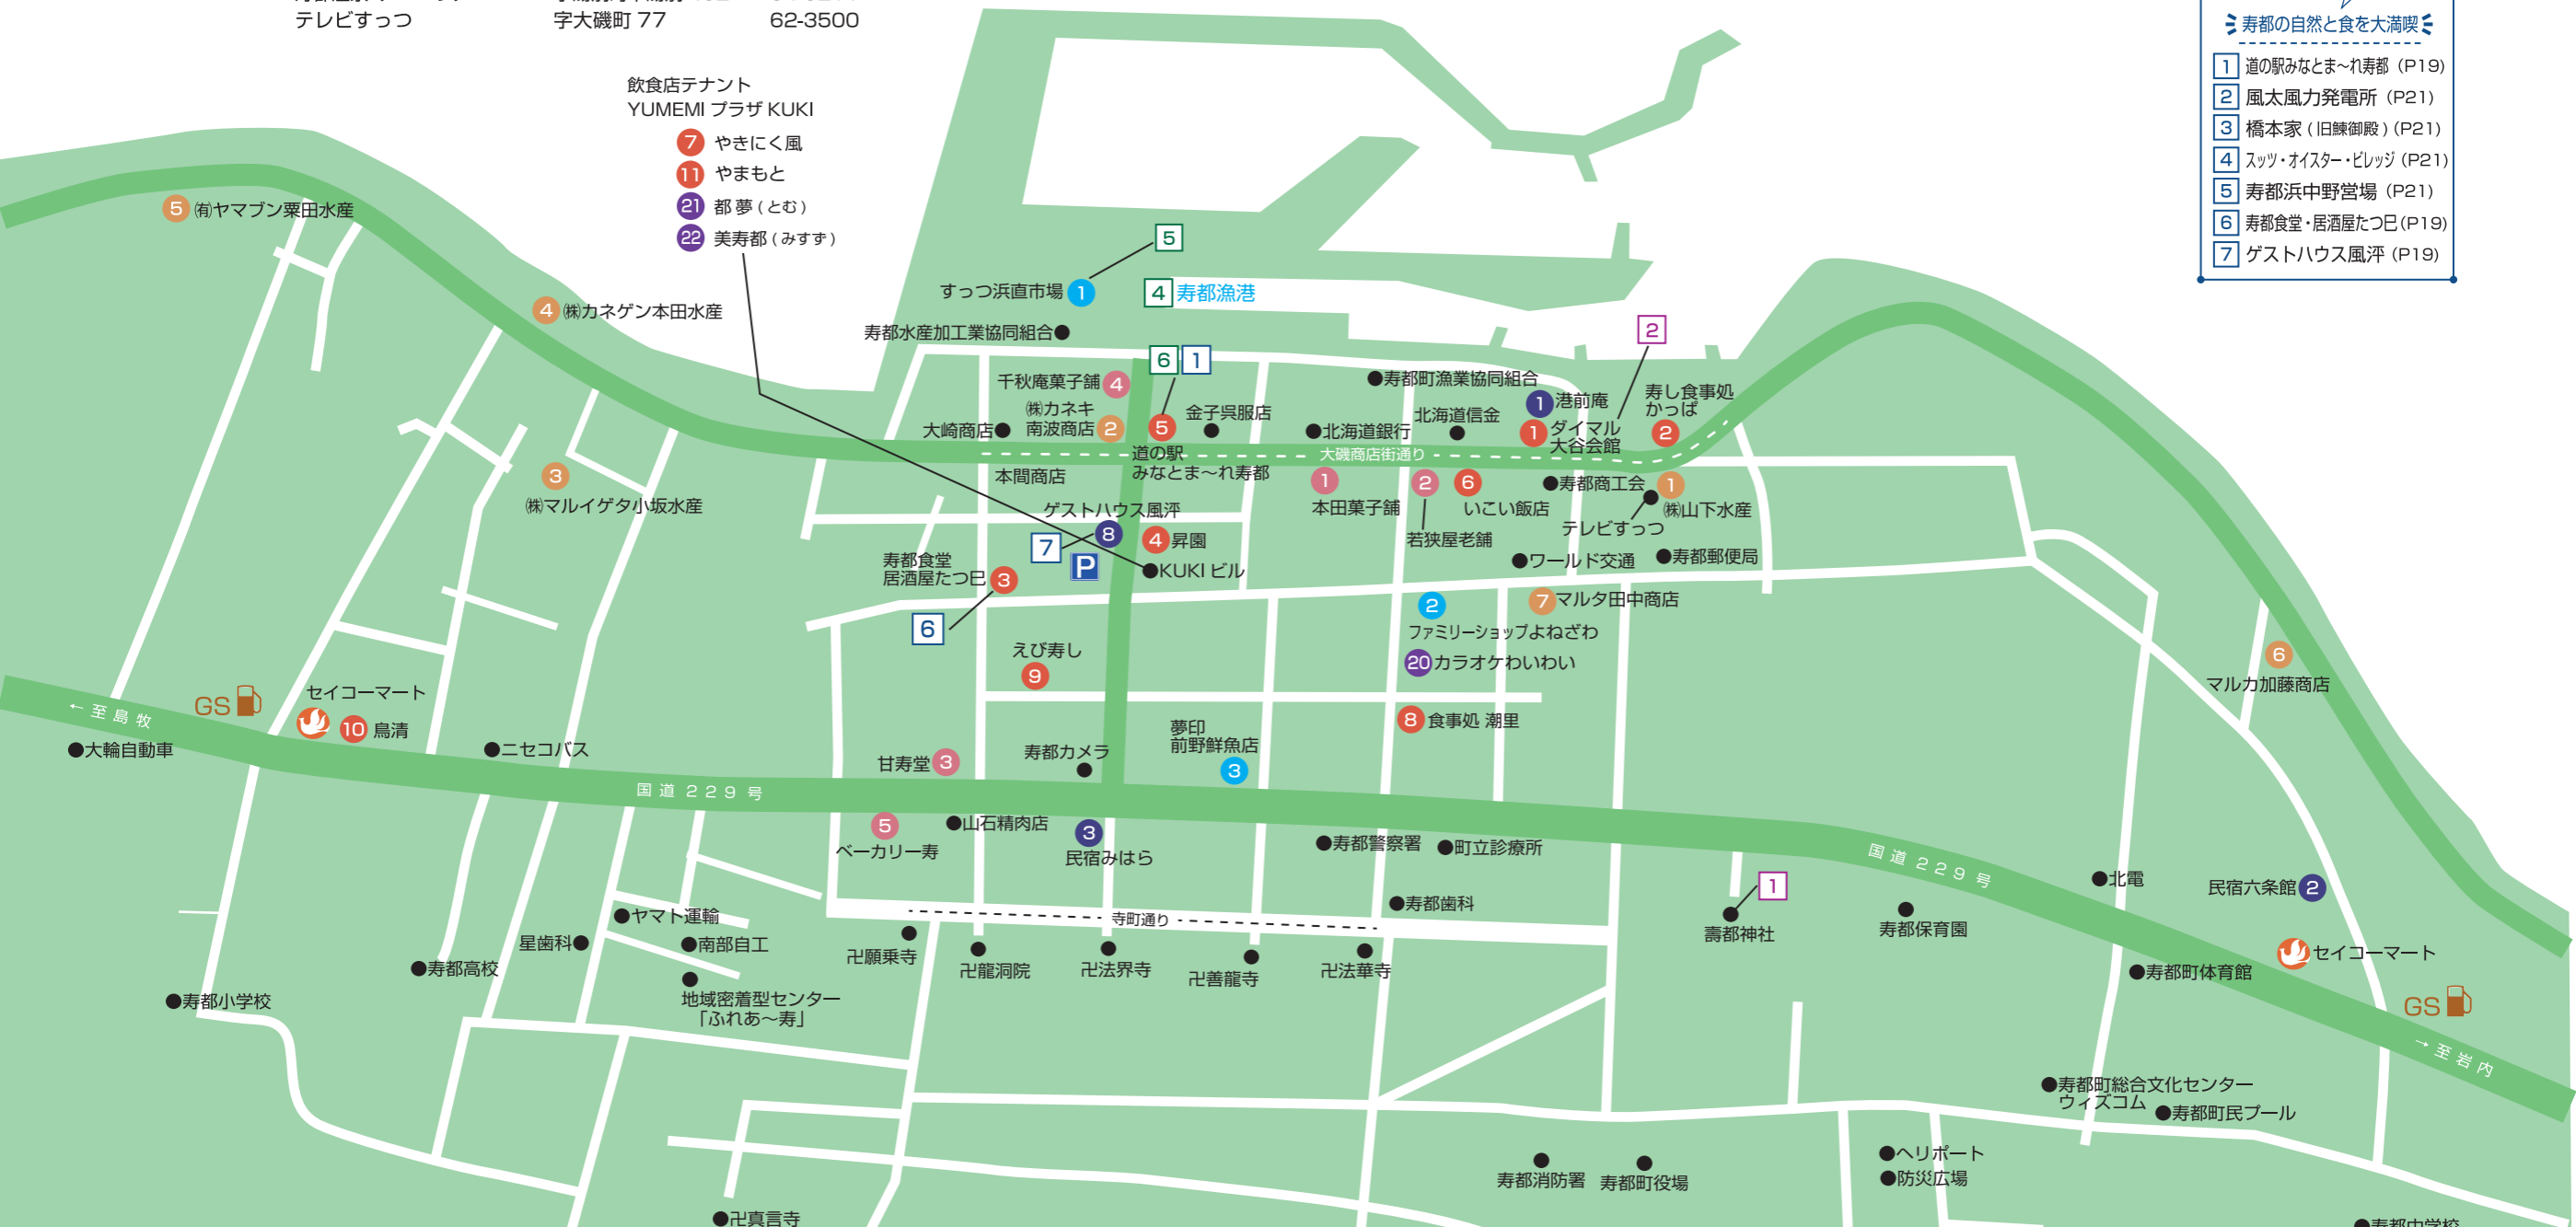 テレビすっつ 字大磯町 77 62-3500
寿都の自然と食を大満喫
1 道の駅みなとま〜れ寿都 (P19)
2 風太風力発電所 (P21)
3 橋本家 ( 旧鰊御殿 ) (P21)
4 スッツ・オイスター・ビレッジ (P21)
5 寿都浜中野営場 (P21)
6 寿都食堂・居酒屋たつ巳 (P19)
7 ゲストハウス風泙 (P19)
飲食店テナント
YUMEMI プラザ KUKI
7 やきにく風
11 やまもと
21 都 夢 ( とむ )
22 美寿都 ( みすず )
5 ㈲ヤマブン粟田水産
4 ㈱カネゲン本田水産
3
㈱マルイゲタ小坂水産
5
すっつ浜直市場 1
4 寿都漁港
寿都水産加工業協同組合
6 1
2
千秋庵菓子舗 4
㈱カネキ
南波商店 2
大崎商店
5
金子呉服店
道の駅
みなとま〜れ寿都
本間商店
寿都町漁業協同組合
北海道銀行
北海道信金
1 港前庵
1 ダイマル
大谷会館
寿し食事処
かっぱ
2
大磯商店街通り
1
本田菓子舗
2
若狭屋老舗
6
いこい飯店
寿都商工会
1
㈱山下水産
テレビすっつ
ゲストハウス風泙
7 8
P
4 昇園
KUKI ビル
寿都食堂
居酒屋たつ巳 3
6
ワールド交通
寿都郵便局
2
ファミリーショップよねざわ
7 マルタ田中商店
20 カラオケわいわい
えび寿し
9
6
マルカ加藤商店
8 食事処 潮里
←至島牧
GS
セイコーマート
10 鳥清
大輪自動車
ニセコバス
国道229号
甘寿堂 3
寿都カメラ
夢印
前野鮮魚店
3
5
ベーカリー寿
山石精肉店
3
民宿みはら
寿都警察署
町立診療所
国道229号
1
壽都神社
寿都保育園
北電
民宿六条館 2
セイコーマート
GS
→至岩内
寿都町体育館
寿都歯科
寺町通り
卍願乗寺
卍龍洞院
卍法界寺
卍善龍寺
卍法華寺
ヤマト運輸
星歯科
南部自工
寿都高校
寿都小学校
地域密着型センター
「ふれあ〜寿」
寿都町総合文化センター
ウィズコム
寿都町民プール
ヘリポート
防災広場
寿都消防署
寿都町役場
卍真言寺
寿都中学校